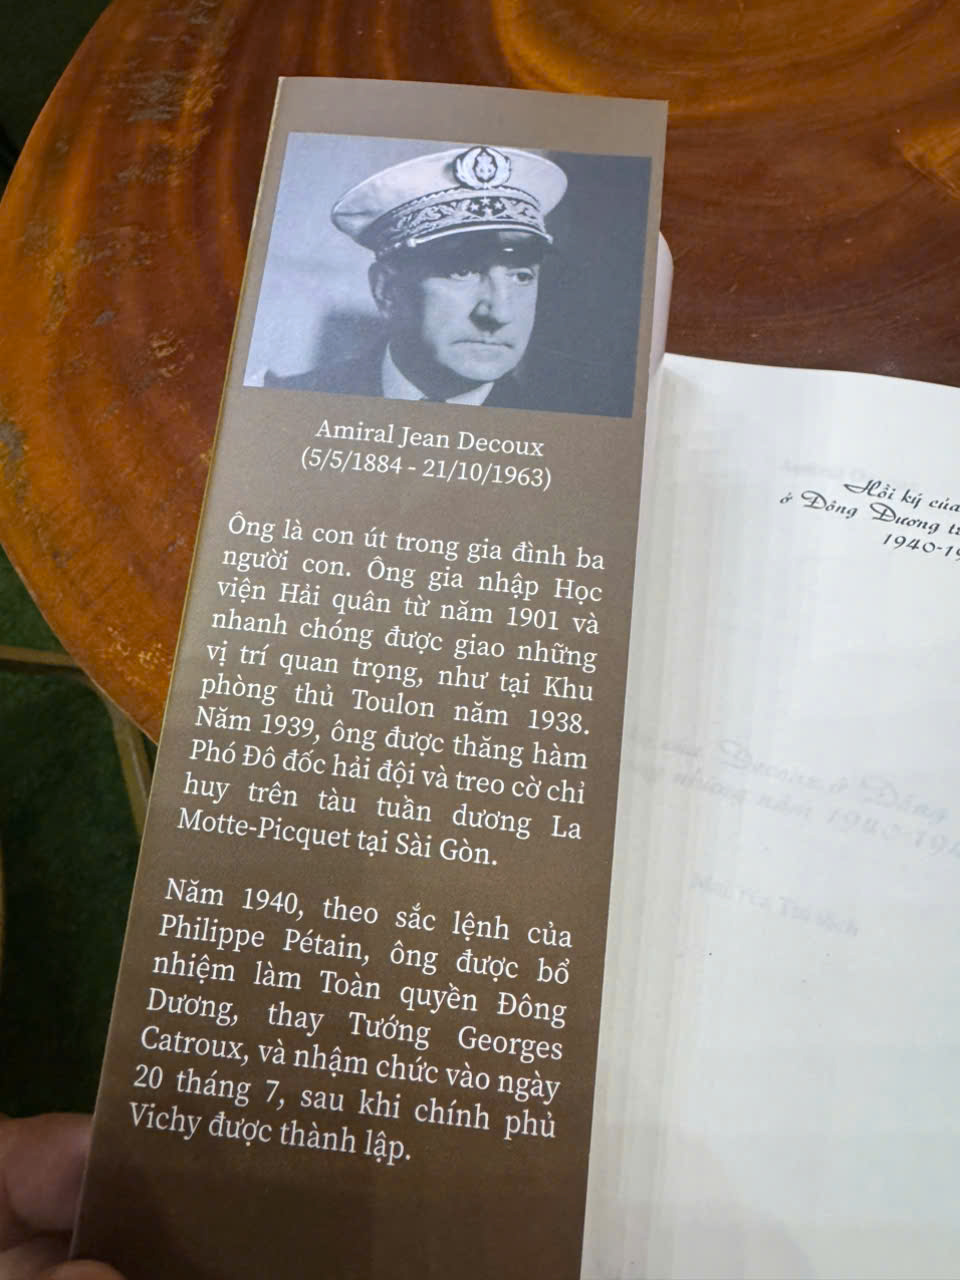 Amiral Jean Decoux
(5/5/1884 - 21/10/1963)
Ông là con út trong gia đình ba
người con. Ông gia nhập Học
viện Hải quân từ năm 1901 và
nhanh chóng được giao những
vị trí quan trọng, như tại Khu
phòng thủ Toulon năm 1938.
Năm 1939, ông được thăng hàm
Phó Đô đốc hải đội và treo cờ chỉ
huy trên tàu tuần dương La
Motte-Picquet tại Sài Gòn.
Năm 1940, theo sắc lệnh của
Philippe Pétain, ông được bổ
nhiệm làm Toàn quyền Đông
Dương, thay Tướng Georges
Catroux, và nhậm chức vào ngày
20 tháng 7, sau khi chính phủ
Vichy được thành lập.
Hồi ký của
ở Đông Dương
1940-19